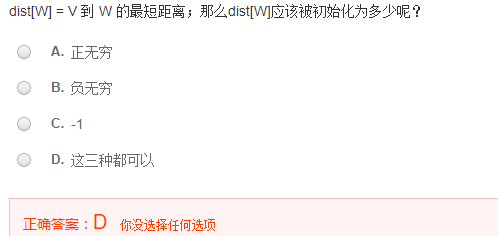 dist[W] = V 到 W 的最短距离；那么dist[W]应该被初始化为多少呢？
A. 正无穷
B. 负无穷
C. -1
D. 这三种都可以
正确答案：D 你没选择任何选项